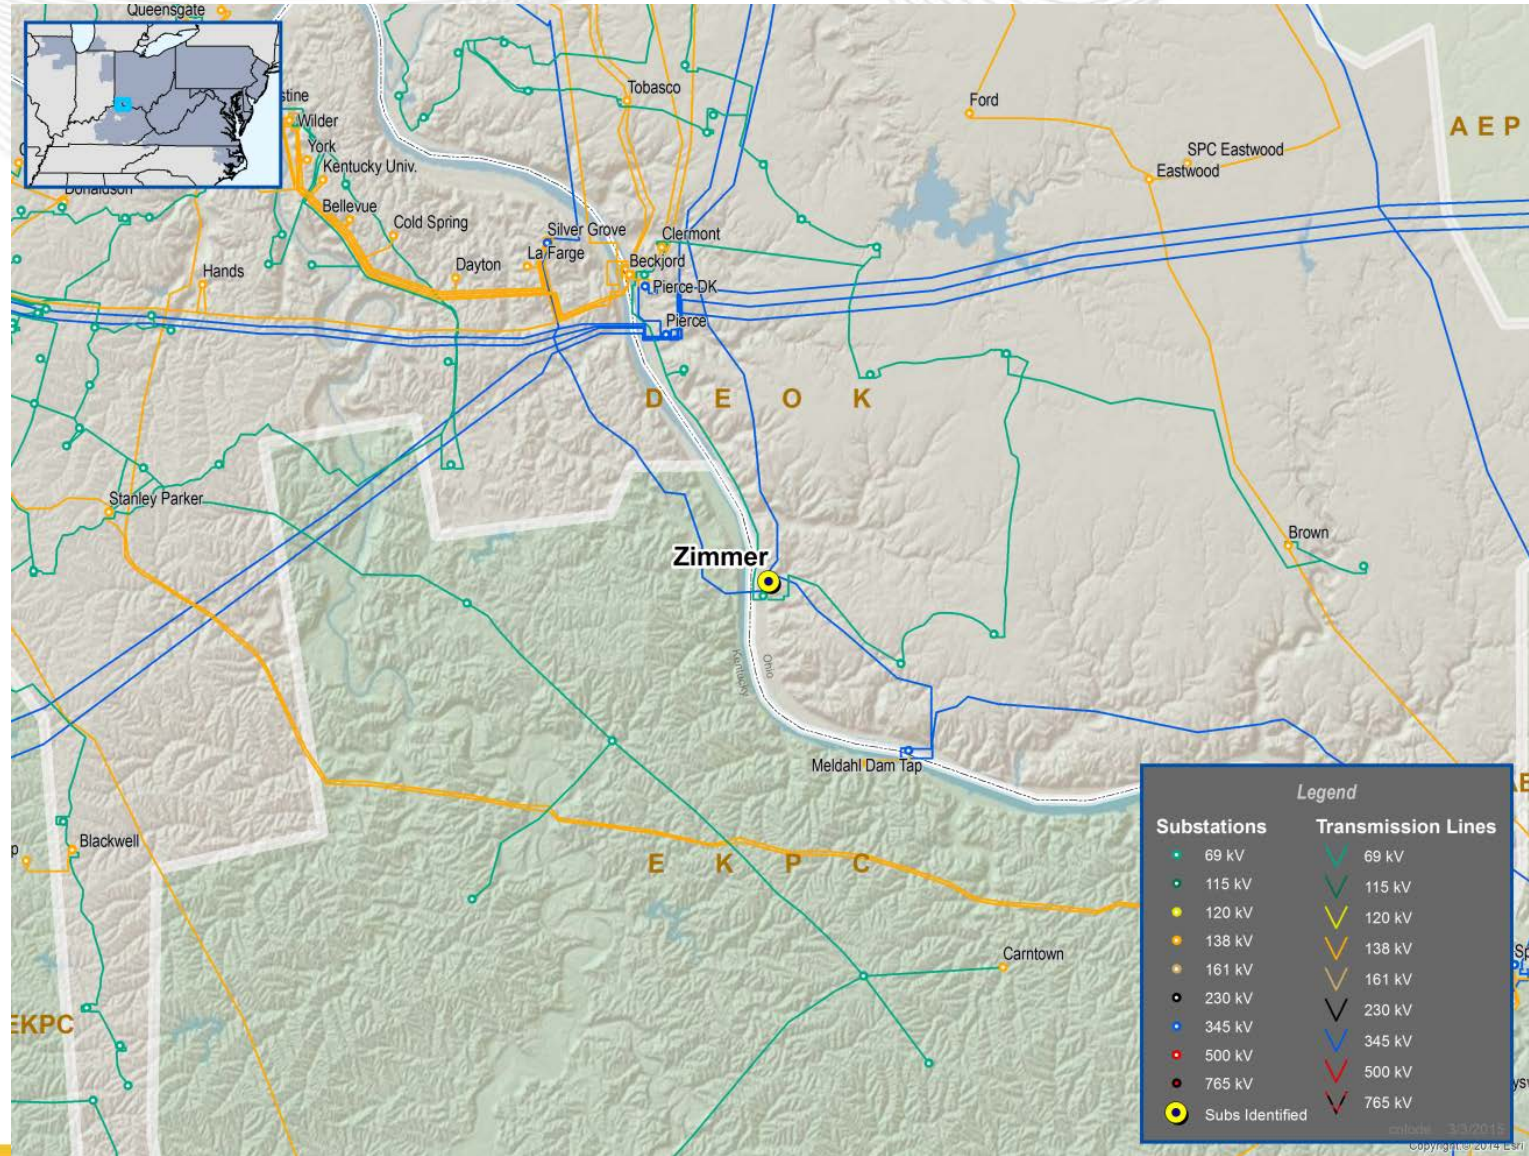 Queensgate
Tobasco
Ford
AEP
Wilder
York
Kentucky Univ.
SPC Eastwood
Eastwood
Bellevue
Cold Spring
Silver Grove
Clermont
La Farge
Dayton
Beckjord
Hands
Pierce DK
Pierce
D E O K
Stanley Parker
Brown
Zimmer
Ohio
Kentucky
Meldahl Dam Tap
Blackwell
E K P C
Carntown
EKPC
Legend
Substations Transmission Lines
69 kV 69 kV
115 kV 115 kV
120 kV 120 kV
138 kV 138 kV
161 kV 161 kV
230 kV 230 kV
345 kV 345 kV
500 kV 500 kV
765 kV 765 kV
Subs Identified
3/3/2015
Copyright:© 2014 Esri